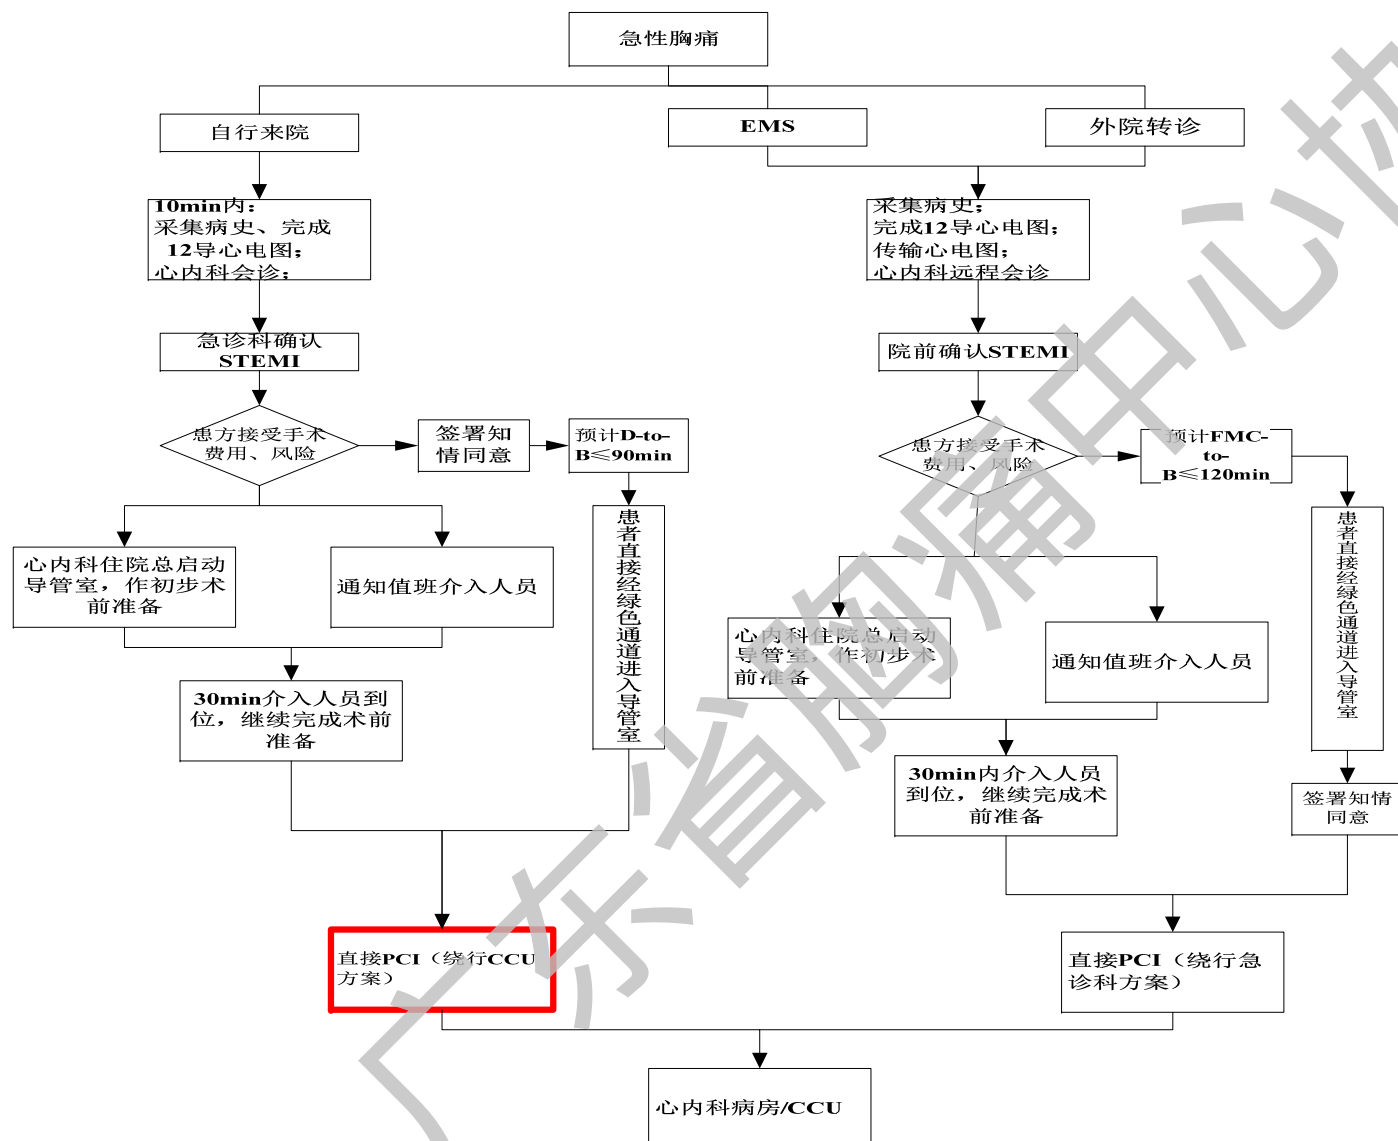 急性胸痛
自行来院
EMS
外院转诊
10min内：
采集病史、完成
12导心电图；
心内科会诊；
采集病史；
完成12导心电图；
传输心电图；
心内科远程会诊
急诊科确认
STEMI
院前确认STEMI
患方接受手术
费用、风险
签署知
情同意
预计D-to-
B≤90min
患方接受手术
费用、风险
预计FMC-
to-
B≤120min
心内科住院总启动
导管室，作初步术
前准备
通知值班介入人员
患者直接经绿色通道进入导管室
心内科住院总启动
导管室，作初步术
前准备
通知值班介入人员
患者直接经绿色通道进入导管室
30min介入人员到
位，继续完成术前
准备
30min内介入人员
到位，继续完成术
前准备
签署知情
同意
直接PCI（绕行CCU
方案）
直接PCI（绕行急
诊科方案）
心内科病房/CCU
广东省胸痛中心协